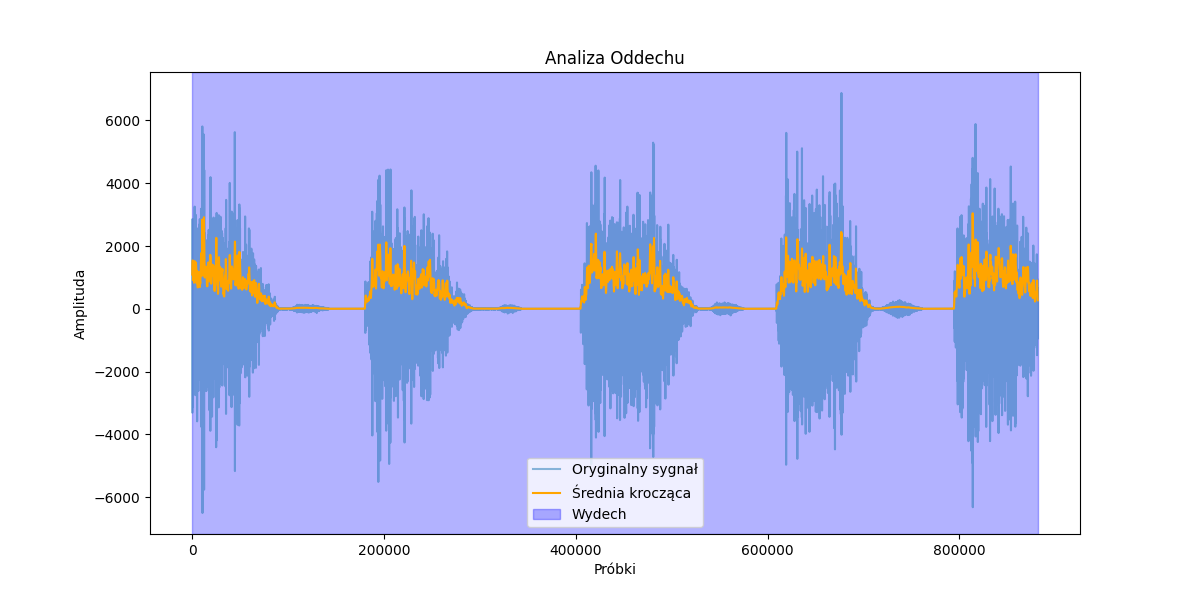 Analiza Oddechu
Amplituda
6000
4000
2000
0
−2000
−4000
−6000
Oryginalny sygnał
Średnia krocząca
Wydech
0
200000
400000
600000
800000
Próbki